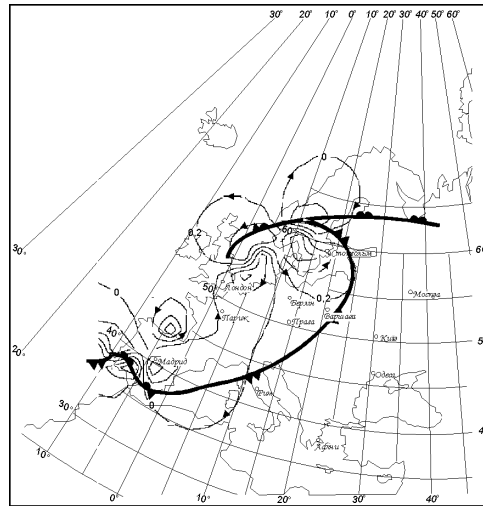 30° 20° 10° 0° 10° 20° 30° 40° 50° 60°
0
0,2
60°
Стокгольм
30°
0
50°
Лондон
Берлин
0,2
Москва
Париж
Прага
Варшава
40°
Киев
20°
Мадрид
Одесса
30°
0
Рим
Афины
10°
0° 10° 20° 30° 40°